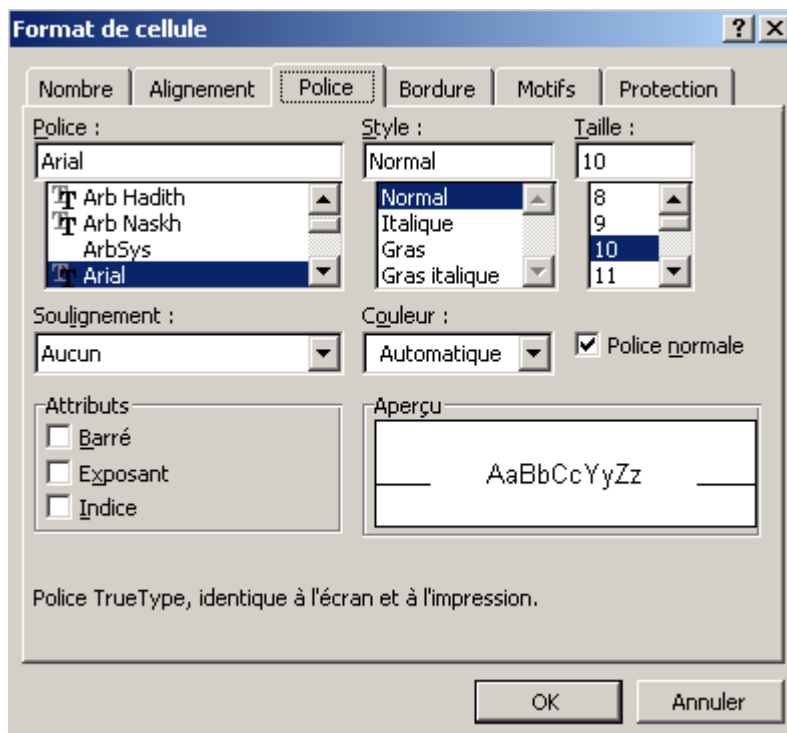 Format de cellule
Nombre Alignement Police Bordure Motifs Protection
Police : Style : Taille :
Arial Normal 10
Arb Hadith Normal 8
Arb Naskh Italique 9
ArbSys Gras 10
Arial Gras italique 11
Soulignement : Couleur :
Aucun Automatique Police normale
Attributs Aperçu
Barré
Exposant AaBbCcYyZz
Indice
Police TrueType, identique à l'écran et à l'impression.
OK Annuler